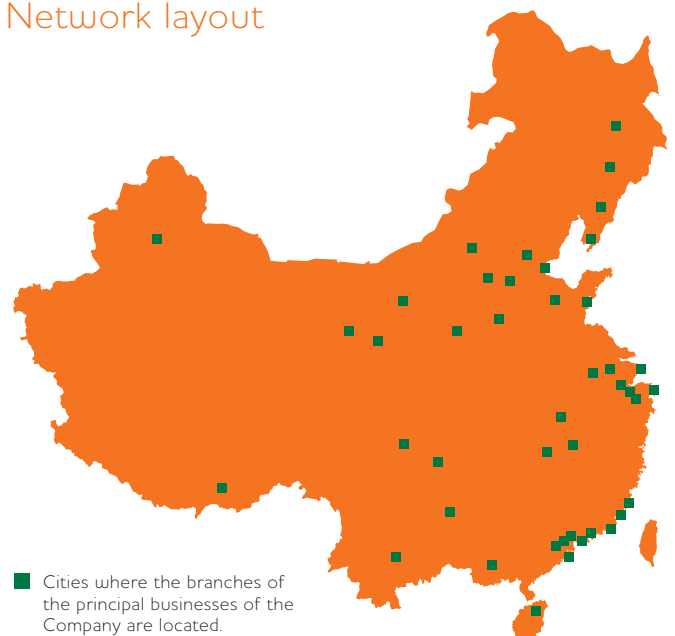 Network layout
Cities where the branches of
the principal businesses of the
Company are located.